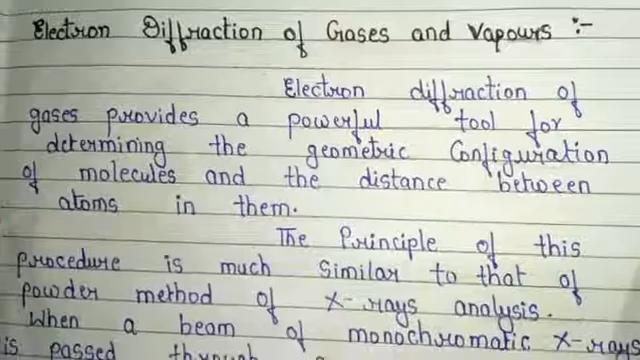 Electron Diffraction of Gases and Vapours :-
Electron diffraction of
gases provides a powerful tool for
determining the geometric Configuration
of molecules and the distance between
atoms in them.
The Principle of this
procedure is much similar to that of
powder method of X-rays analysis.
When a beam of monochromatic X-rays
is passed through